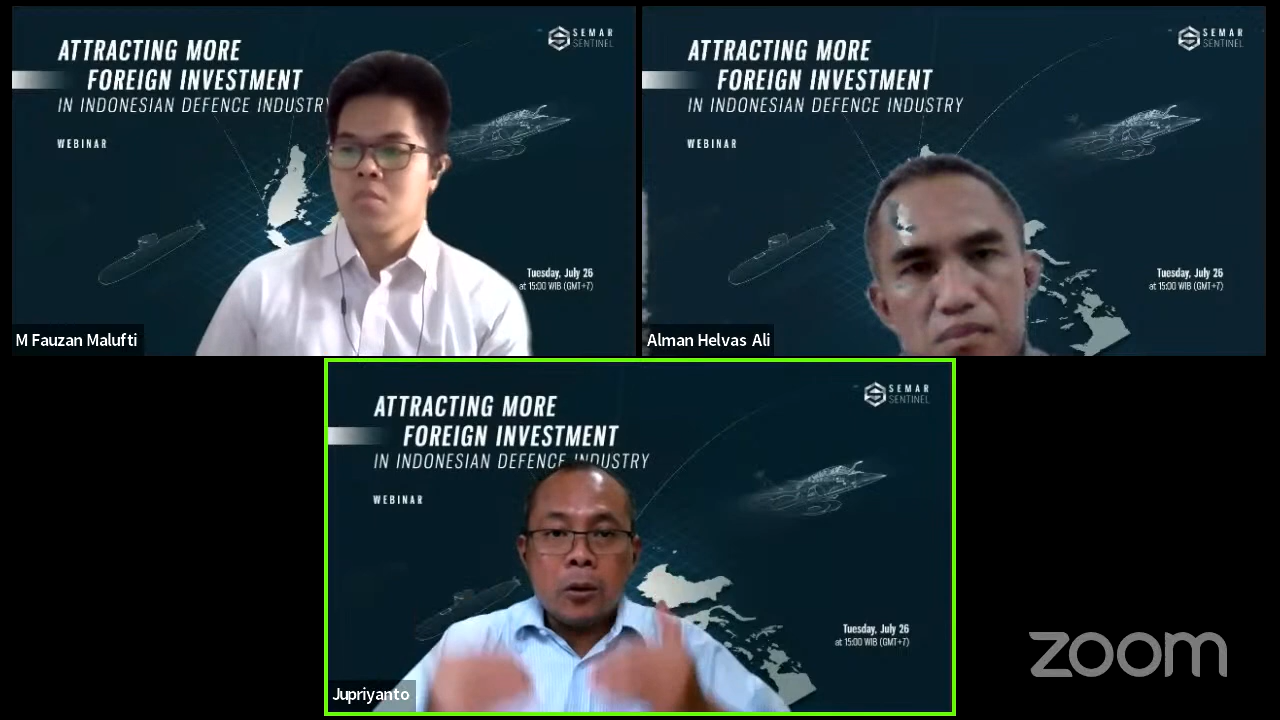 ATTRACTING MORE
FOREIGN INVESTMENT
IN INDONESIAN DEFENCE INDUSTRY
WEBINAR
SEMAR
SENTINEL
Tuesday, July 26
at 15:00 WIB (GMT+7)
M Fauzan Malufti
ATTRACTING MORE
FOREIGN INVESTMENT
IN INDONESIAN DEFENCE INDUSTRY
WEBINAR
SEMAR
SENTINEL
Tuesday, July 26
at 15:00 WIB (GMT+7)
Alman Helvas Ali
ATTRACTING MORE
FOREIGN INVESTMENT
IN INDONESIAN DEFENCE INDUSTRY
WEBINAR
SEMAR
SENTINEL
Tuesday, July 26
at 15:00 WIB (GMT+7)
Jupriyanto
zoom